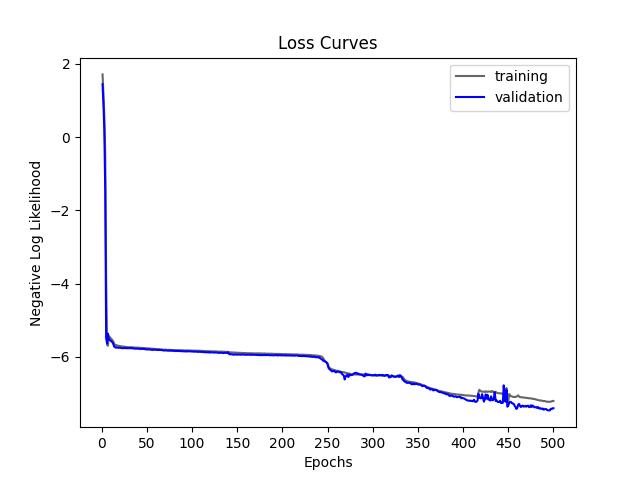 Loss Curves
training
validation
Negative Log Likelihood
2
0
−2
−4
−6
0 50 100 150 200 250 300 350 400 450 500
Epochs